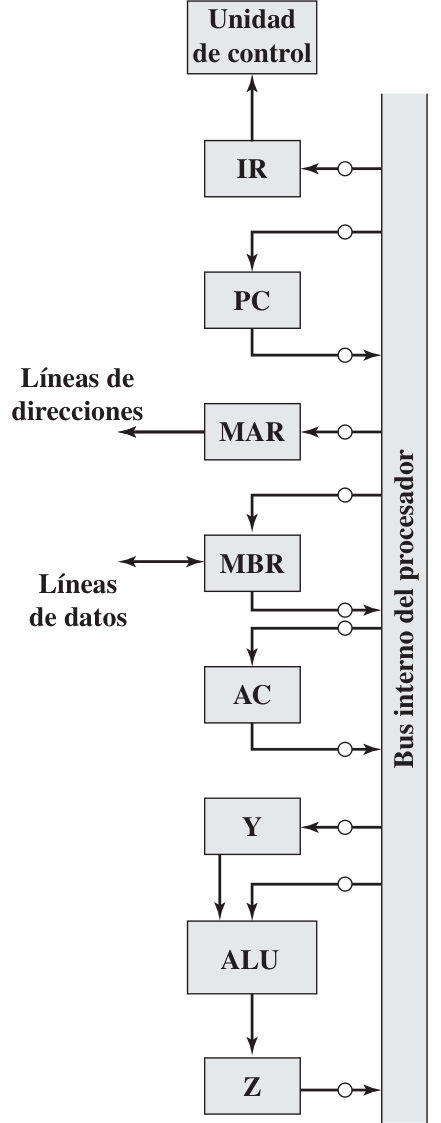 Unidad
de control
IR
PC
Líneas de
direcciones
MAR
MBR
Líneas
de datos
AC
Bus interno del procesador
Y
ALU
Z